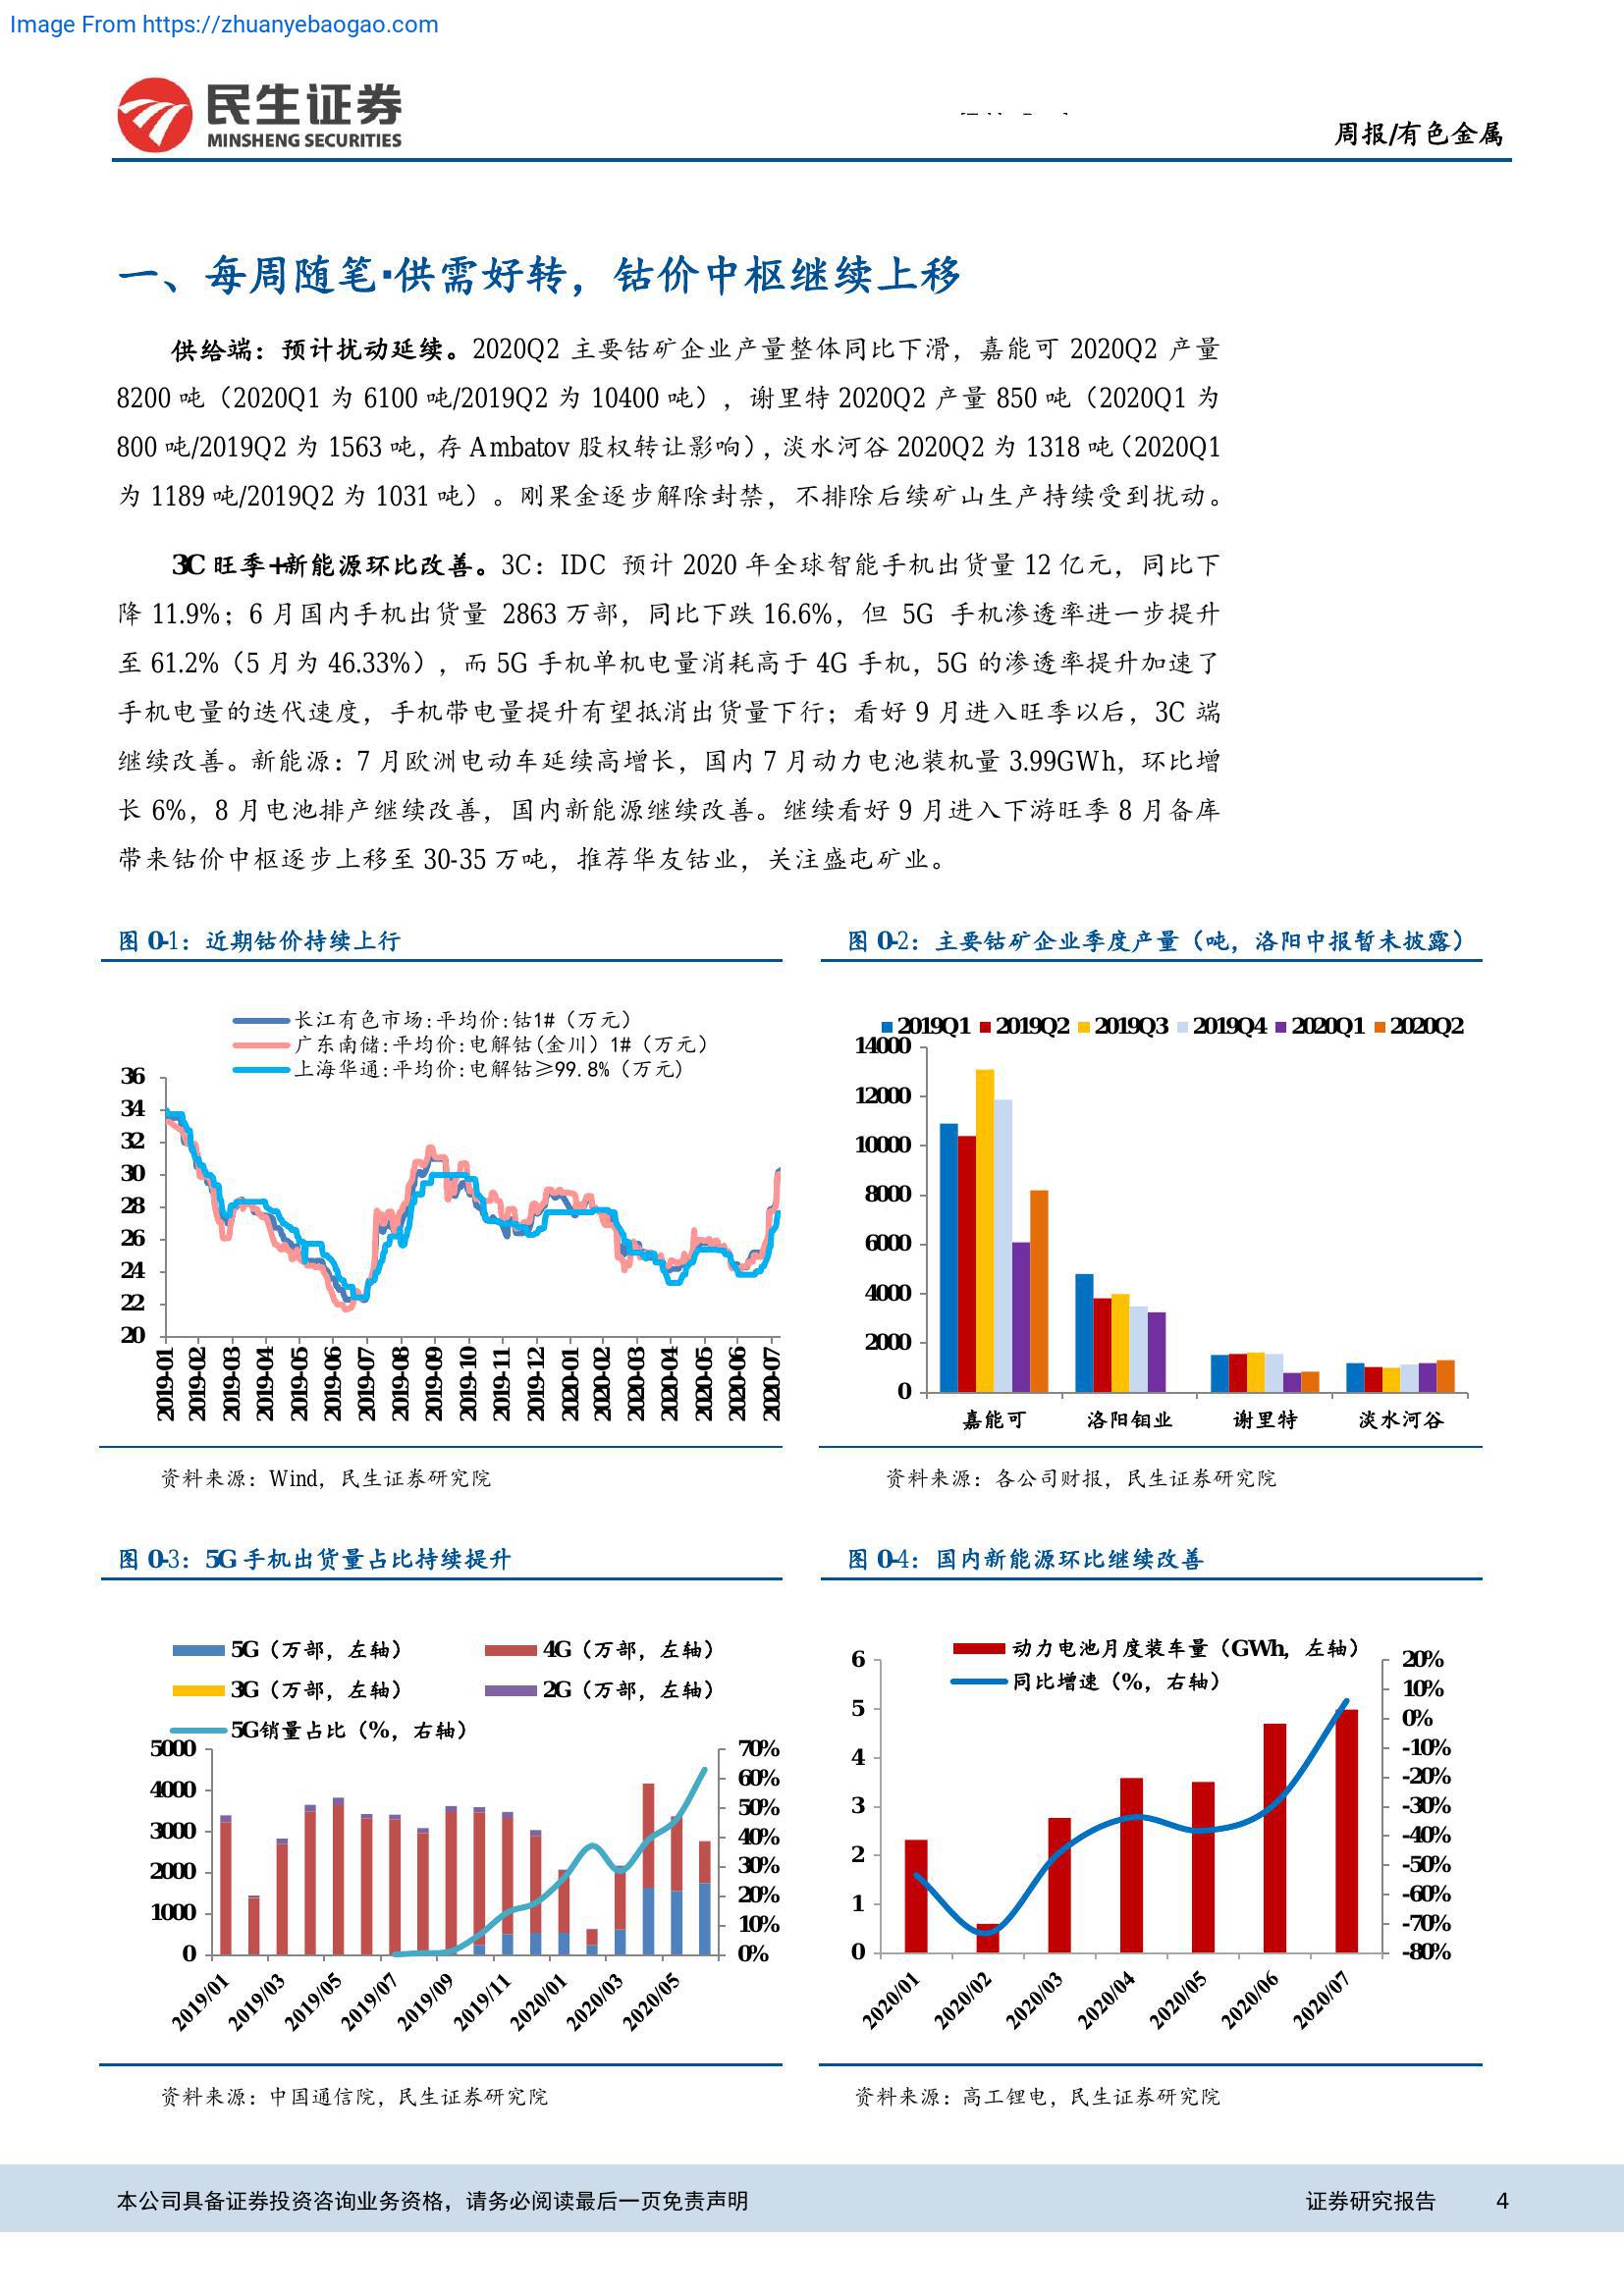 Image From https://zhuanyebaogao.com
民生证券
MINSHENG SECURITIES
周报/有色金属
一、每周随笔·供需好转，钴价中枢继续上移
供给端：预计扰动延续。2020Q2 主要钴矿企业产量整体同比下滑，嘉能可 2020Q2 产量
8200 吨（2020Q1 为 6100 吨/2019Q2 为 10400 吨），谢里特 2020Q2 产量 850 吨（2020Q1 为
800 吨/2019Q2 为 1563 吨，存 Ambatov 股权转让影响），淡水河谷 2020Q2 为 1318 吨（2020Q1
为 1189 吨/2019Q2 为 1031 吨）。刚果金逐步解除封禁，不排除后续矿山生产持续受到扰动。
3C 旺季+新能源环比改善。3C：IDC 预计 2020 年全球智能手机出货量 12 亿元，同比下
降 11.9%；6 月国内手机出货量 2863 万部，同比下跌 16.6%，但 5G 手机渗透率进一步提升
至 61.2%（5 月为 46.33%），而 5G 手机单机电量消耗高于 4G 手机，5G 的渗透率提升加速了
手机电量的迭代速度，手机带电量提升有望抵消出货量下行；看好 9 月进入旺季以后，3C 端
继续改善。新能源：7 月欧洲电动车延续高增长，国内 7 月动力电池装机量 3.99GWh，环比增
长 6%，8 月电池排产继续改善，国内新能源继续改善。继续看好 9 月进入下游旺季 8 月备库
带来钴价中枢逐步上移至 30-35 万吨，推荐华友钴业，关注盛屯矿业。
图 0-1：近期钴价持续上行
长江有色市场:平均价:钴1#（万元）
广东南储:平均价:电解钴(金川）1#（万元）
上海华通:平均价:电解钴≥99.8%（万元）
36
34
32
30
28
26
24
22
20
2019-01 2019-02 2019-03 2019-04 2019-05 2019-06 2019-07 2019-08 2019-09 2019-10 2019-11 2019-12 2020-01 2020-02 2020-03 2020-04 2020-05 2020-06 2020-07
资料来源：Wind，民生证券研究院
图 0-2：主要钴矿企业季度产量（吨，洛阳中报暂未披露）
2019Q1 2019Q2 2019Q3 2019Q4 2020Q1 2020Q2
14000
12000
10000
8000
6000
4000
2000
0
嘉能可 洛阳钼业 谢里特 淡水河谷
资料来源：各公司财报，民生证券研究院
图 0-3：5G 手机出货量占比持续提升
5G（万部，左轴） 4G（万部，左轴）
3G（万部，左轴） 2G（万部，左轴）
5G销量占比（%，右轴）
5000 70%
4000 60%
50%
3000 40%
2000 30%
20%
1000 10%
0 0%
2019/01 2019/03 2019/05 2019/07 2019/09 2019/11 2020/01 2020/03 2020/05
资料来源：中国通信院，民生证券研究院
图 0-4：国内新能源环比继续改善
动力电池月度装车量（GWh，左轴）
同比增速（%，右轴）
6 20%
10%
5 0%
-10%
4 -20%
3 -30%
-40%
2 -50%
-60%
1 -70%
0 -80%
2020/01 2020/02 2020/03 2020/04 2020/05 2020/06 2020/07
资料来源：高工锂电，民生证券研究院
本公司具备证券投资咨询业务资格，请务必阅读最后一页免责声明 证券研究报告 4